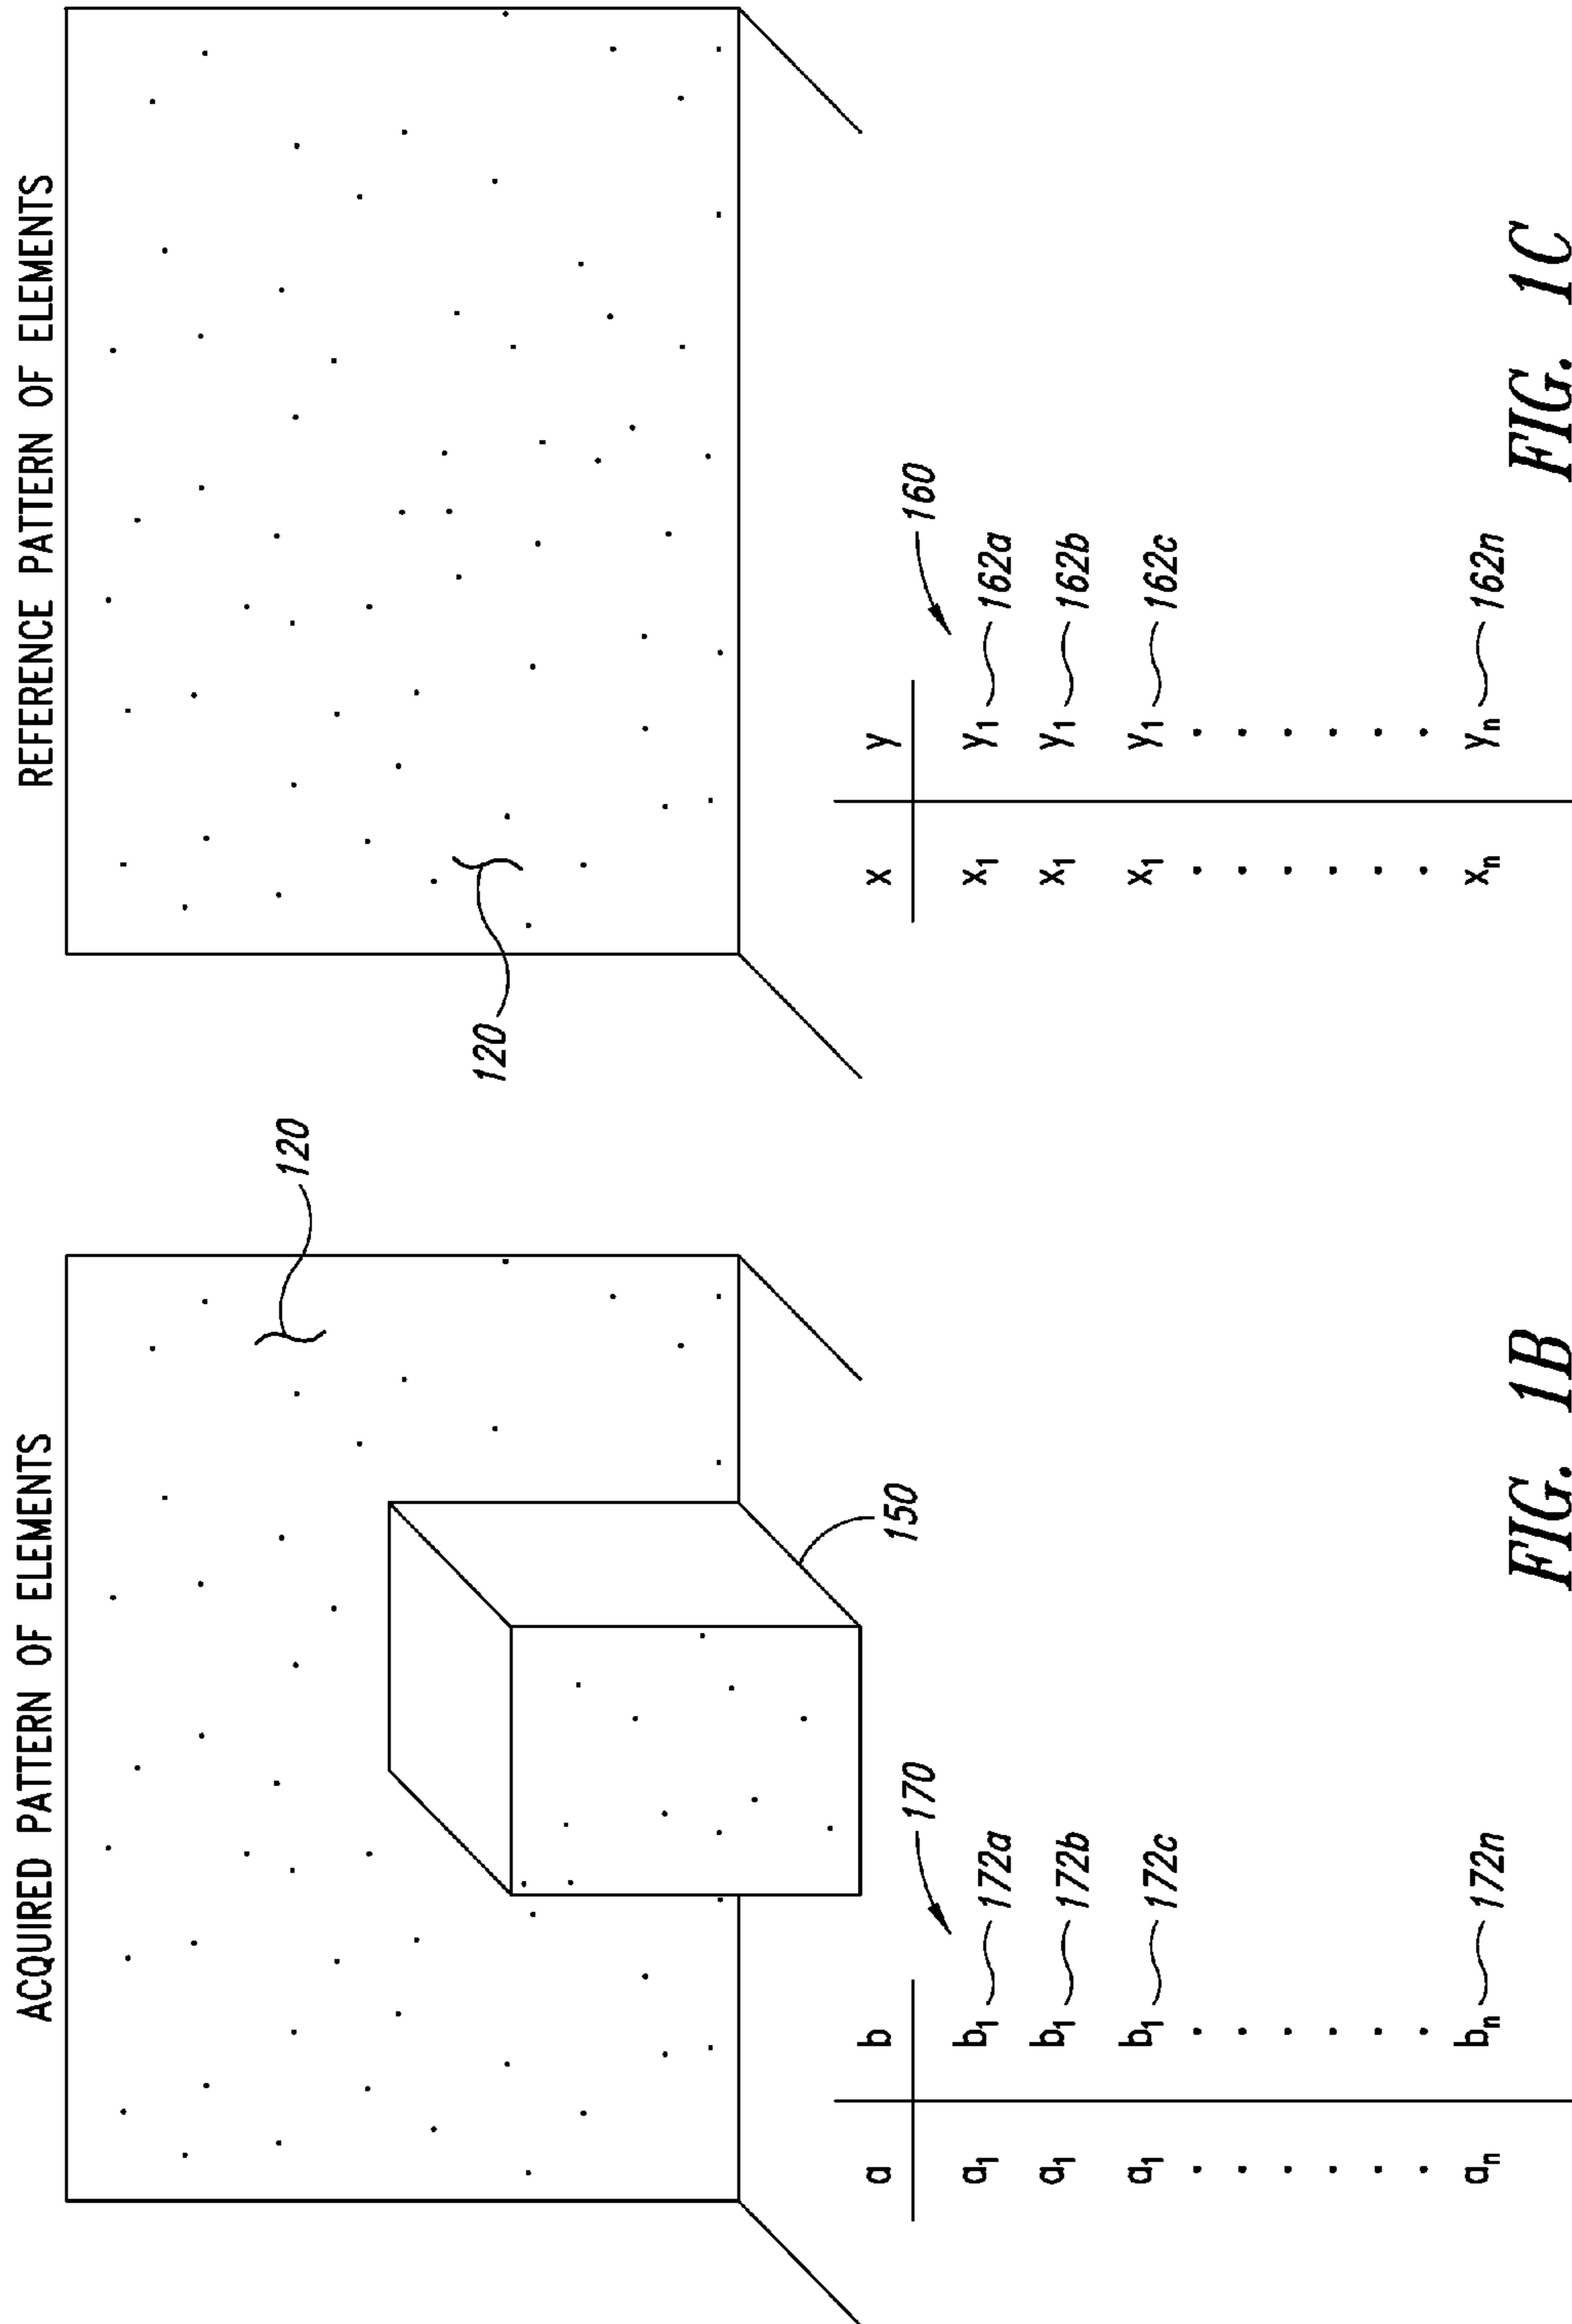 ACQUIRED PATTERN OF ELEMENTS
120
150
170
a b
a1 b1 172a
a1 b1 172b
a1 b1 172c
an bn 172n
FIG. 1B
REFERENCE PATTERN OF ELEMENTS
120
160
x y
x1 y1 162a
x1 y1 162b
x1 y1 162c
xn yn 162n
FIG. 1C